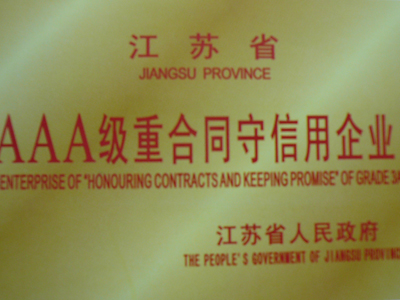 江苏省
JIANGSU PROVINCE
AAA级重合同守信用企业
ENTERPRISE OF "HONOURING CONTRACTS AND KEEPING PROMISE" OF GRADE 3A
江苏省人民政府
THE PEOPLE'S GOVERNMENT OF JIANGSU PROVINC